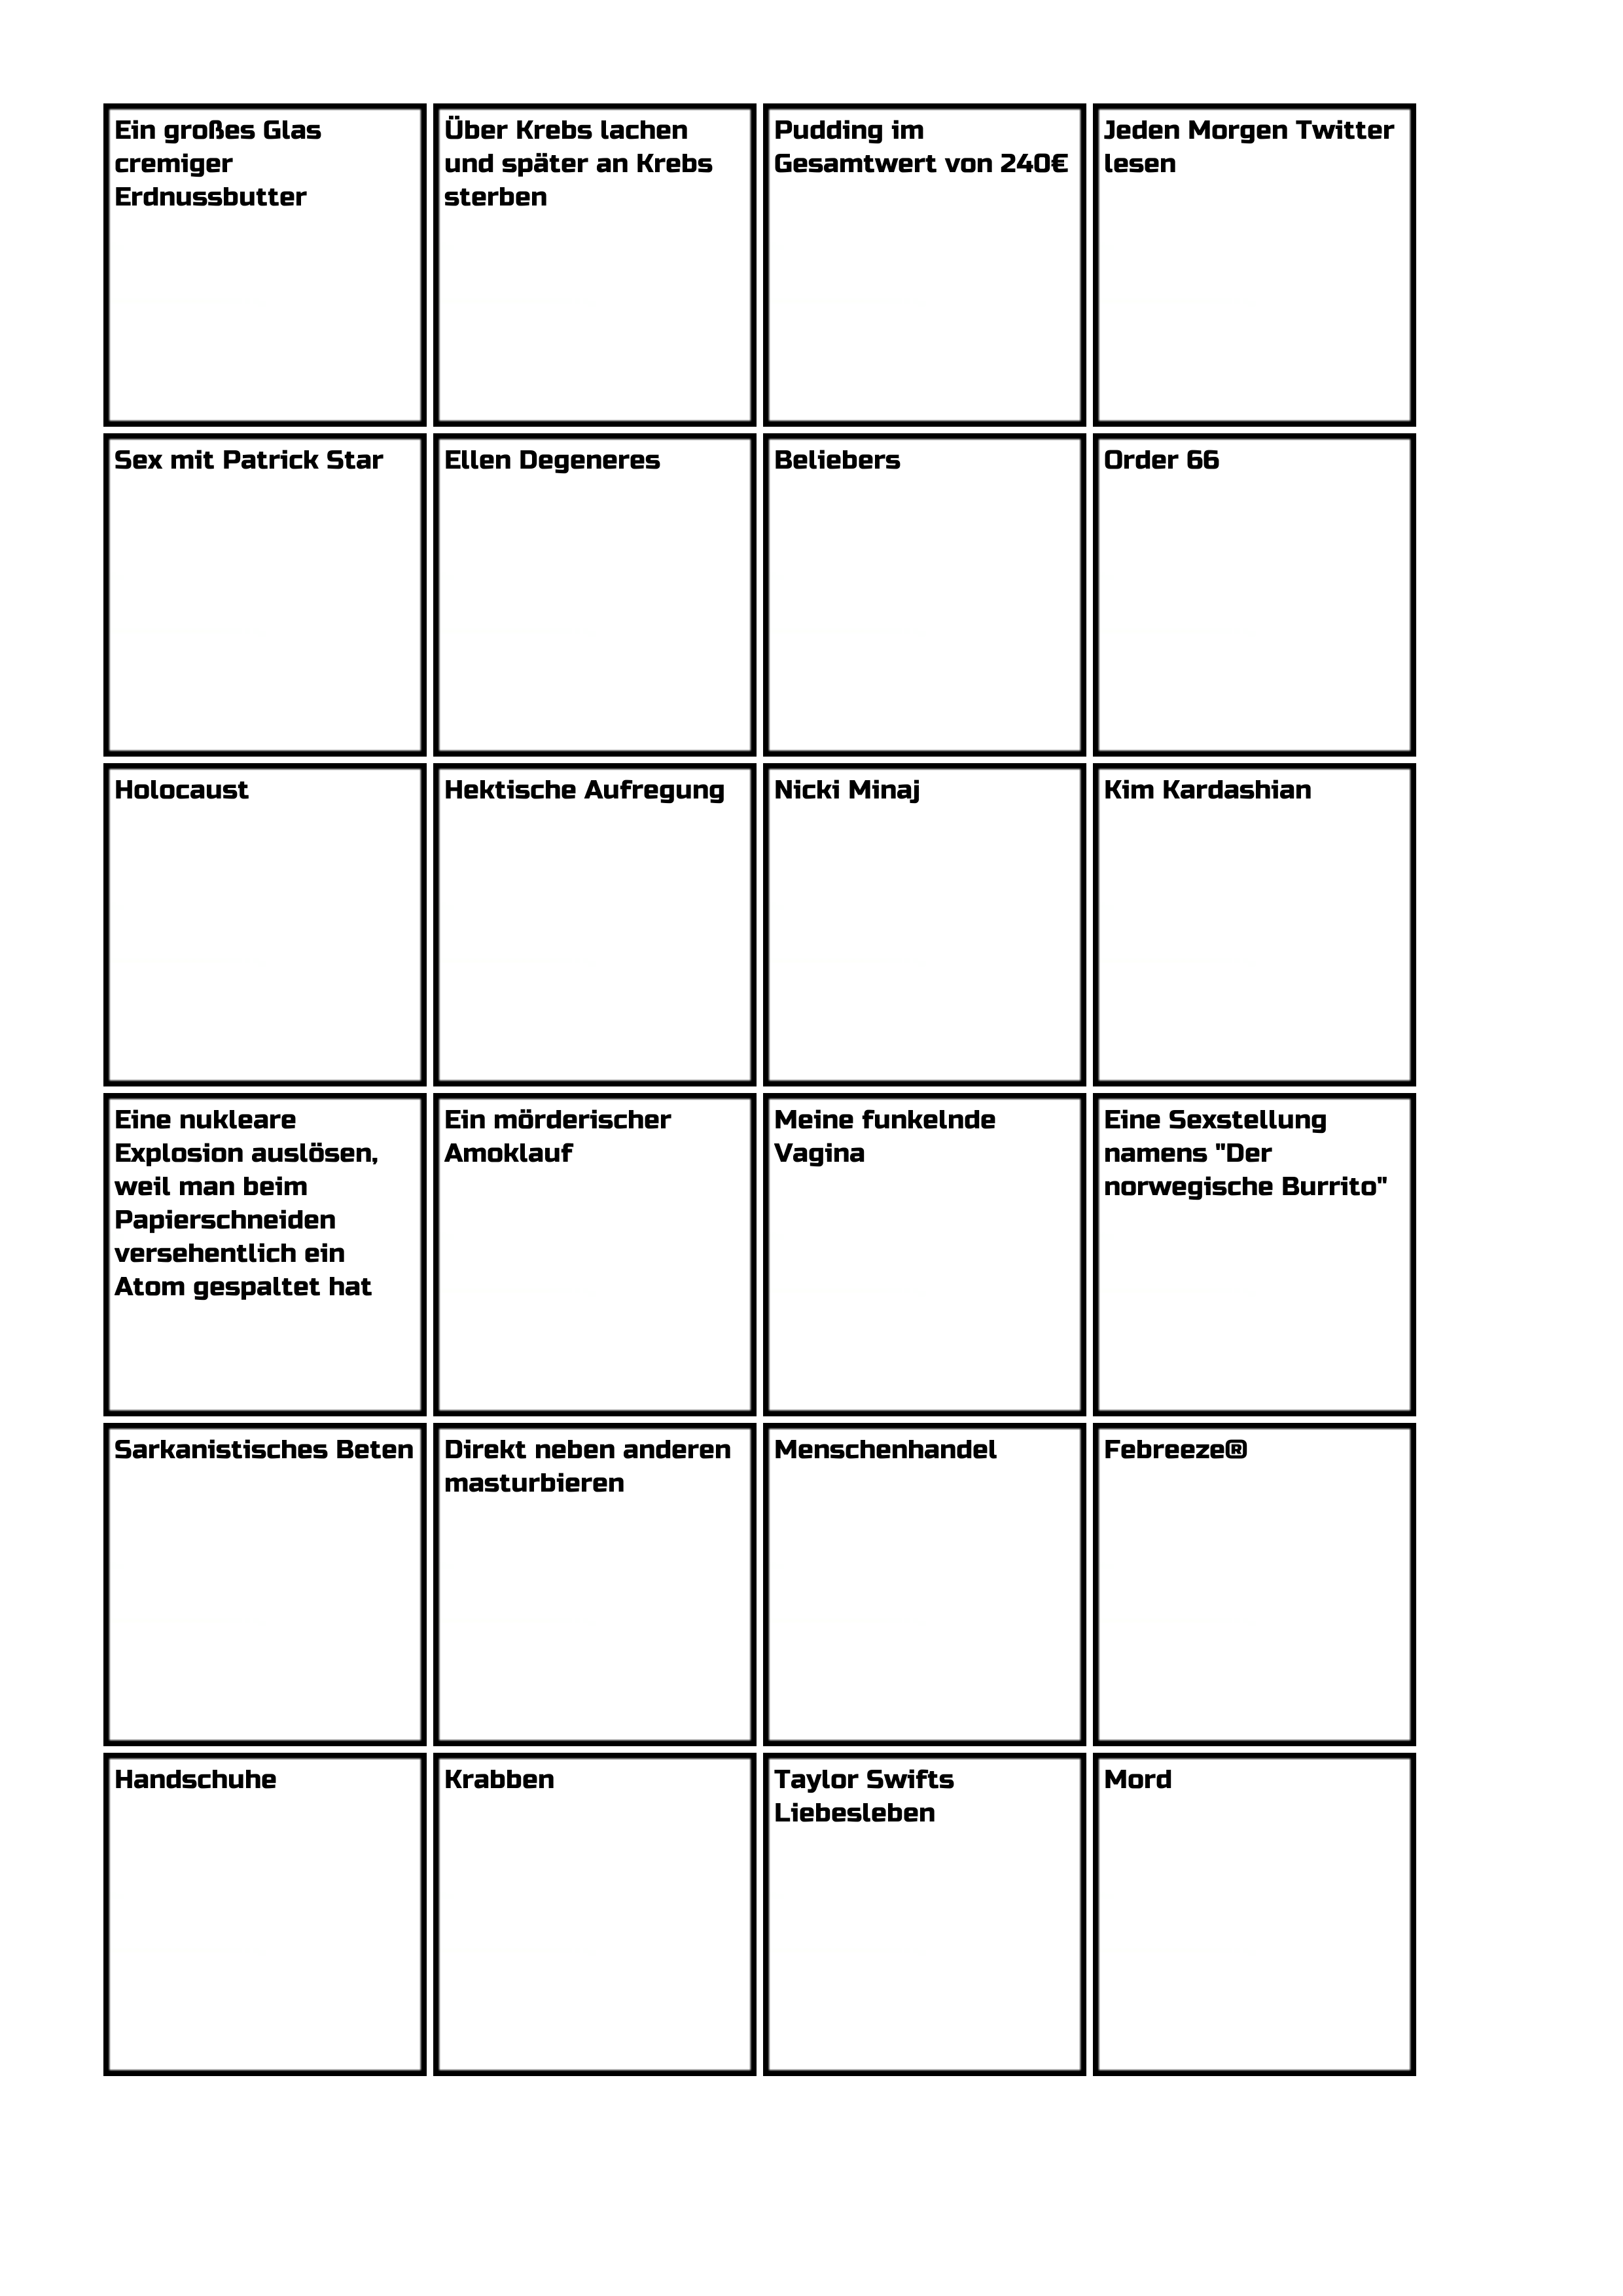 Ein großes Glas
cremiger
Erdnussbutter
Über Krebs lachen
und später an Krebs
sterben
Pudding im
Gesamtwert von 240€
Jeden Morgen Twitter
lesen
Sex mit Patrick Star
Ellen Degeneres
Beliebers
Order 66
Holocaust
Hektische Aufregung
Nicki Minaj
Kim Kardashian
Eine nukleare
Explosion auslösen,
weil man beim
Papierschneiden
versehentlich ein
Atom gespaltet hat
Ein mörderischer
Amoklauf
Meine funkelnde
Vagina
Eine Sexstellung
namens "Der
norwegische Burrito"
Sarkanistisches Beten
Direkt neben anderen
masturbieren
Menschenhandel
Febreeze®
Handschuhe
Krabben
Taylor Swifts
Liebesleben
Mord